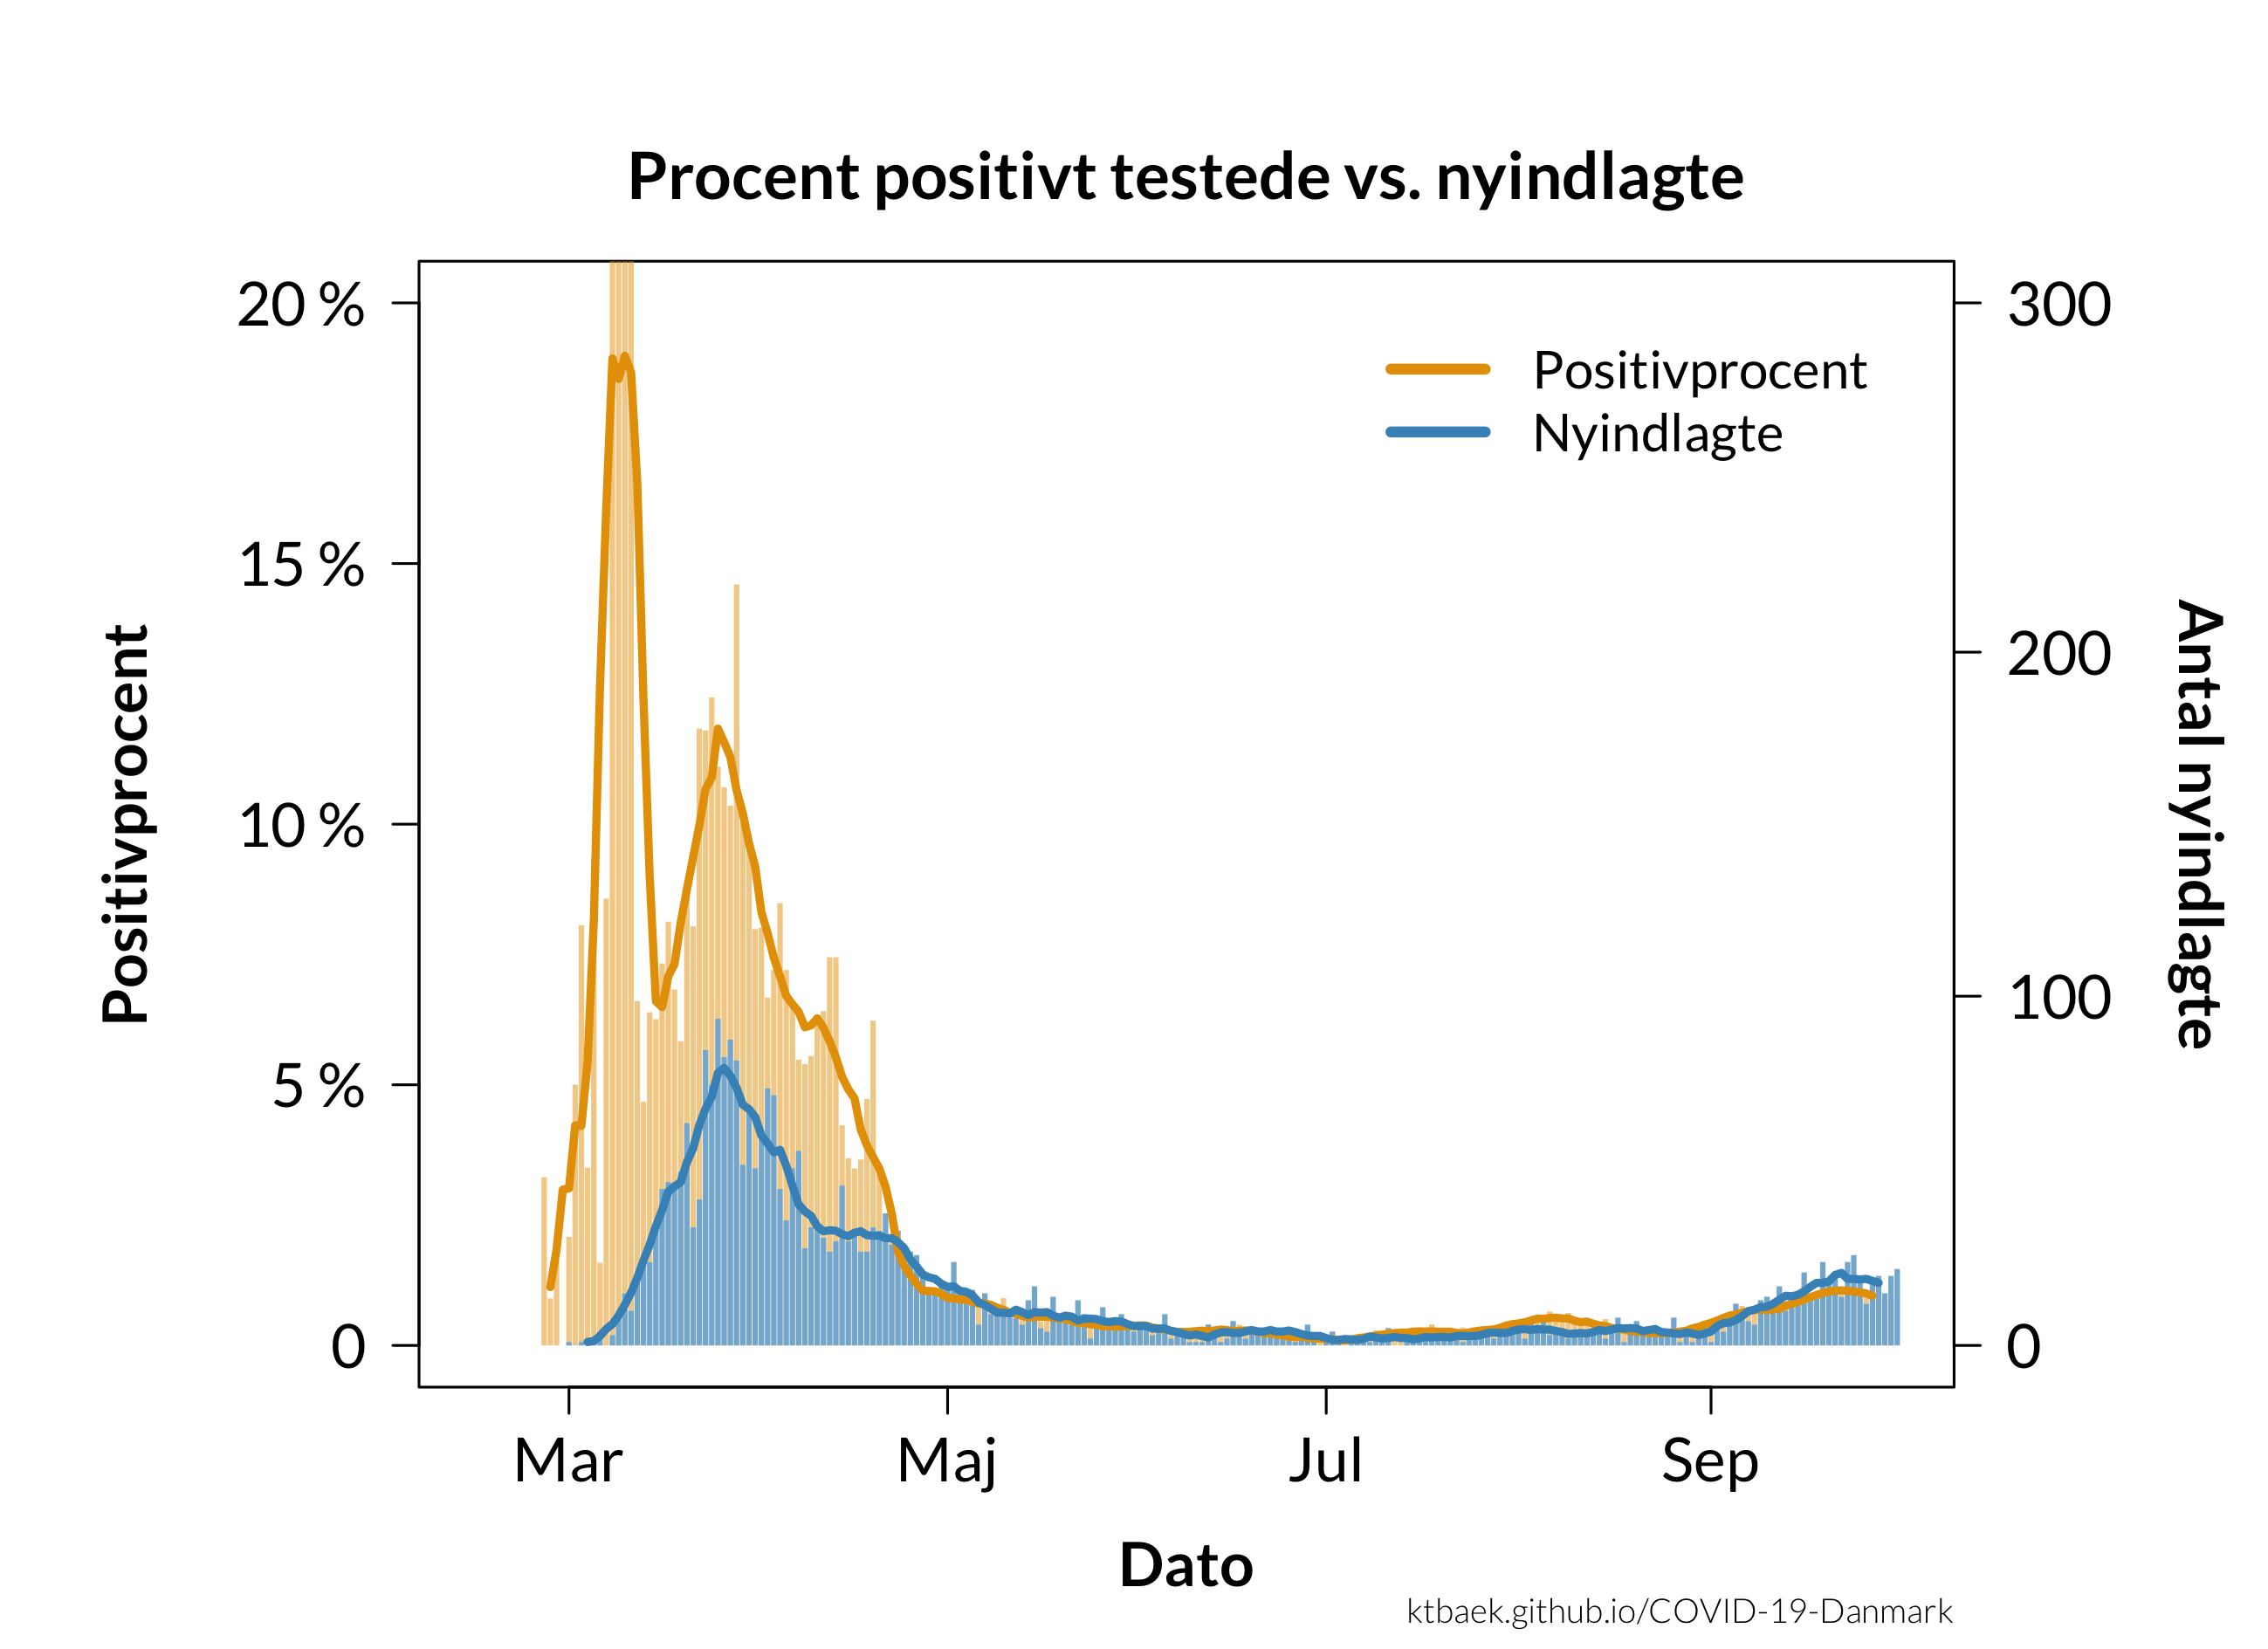 Procent positivt testede vs. nyindlagte
20 %
15 %
10 %
5 %
0
Positivprocent
Positivprocent
Nyindlagte
300
200
100
0
Antal nyindlagte
Mar
Maj
Jul
Sep
Dato
ktbaek.github.io/COVID-19-Danmark